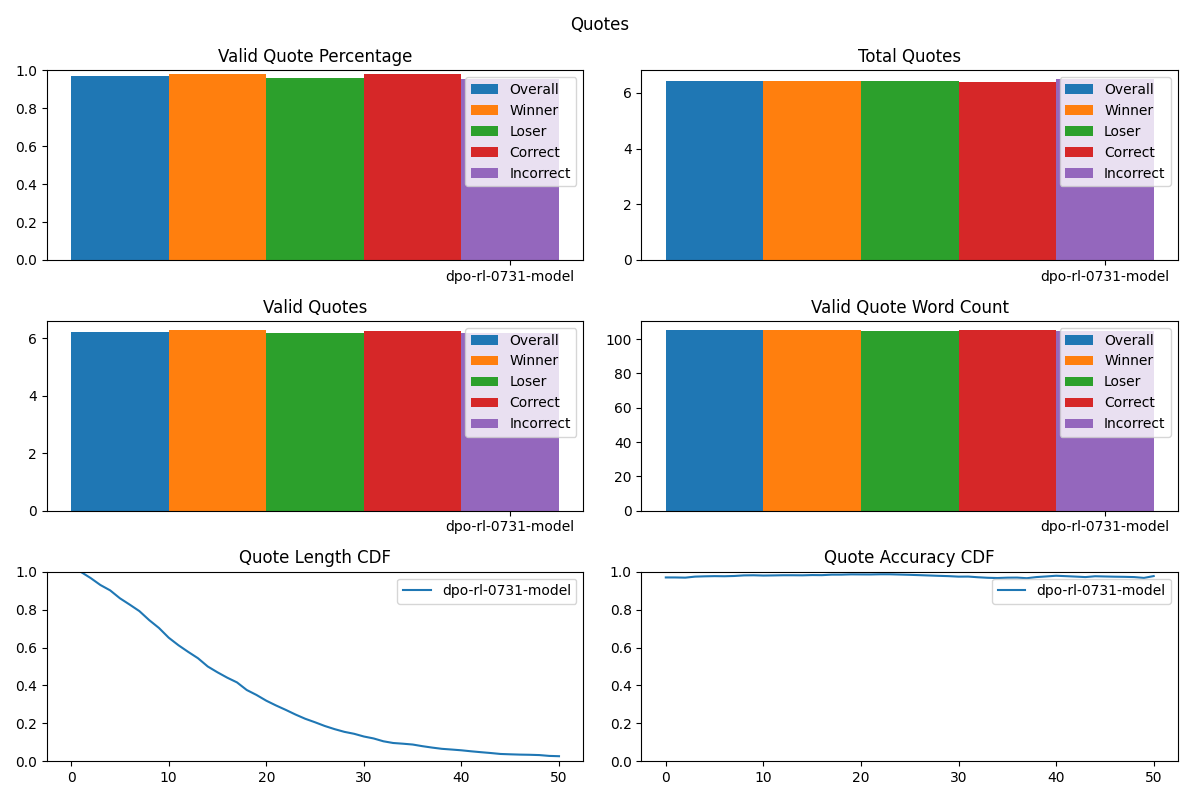 Quotes
Valid Quote Percentage
1.0
0.8
0.6
0.4
0.2
0.0
Overall
Winner
Loser
Correct
Incorrect
dpo-rl-0731-model
Total Quotes
6
4
2
0
Overall
Winner
Loser
Correct
Incorrect
dpo-rl-0731-model
Valid Quotes
6
4
2
0
Overall
Winner
Loser
Correct
Incorrect
dpo-rl-0731-model
Valid Quote Word Count
100
80
60
40
20
0
Overall
Winner
Loser
Correct
Incorrect
dpo-rl-0731-model
Quote Length CDF
1.0
0.8
0.6
0.4
0.2
0.0
dpo-rl-0731-model
0 10 20 30 40 50
Quote Accuracy CDF
1.0
0.8
0.6
0.4
0.2
0.0
dpo-rl-0731-model
0 10 20 30 40 50